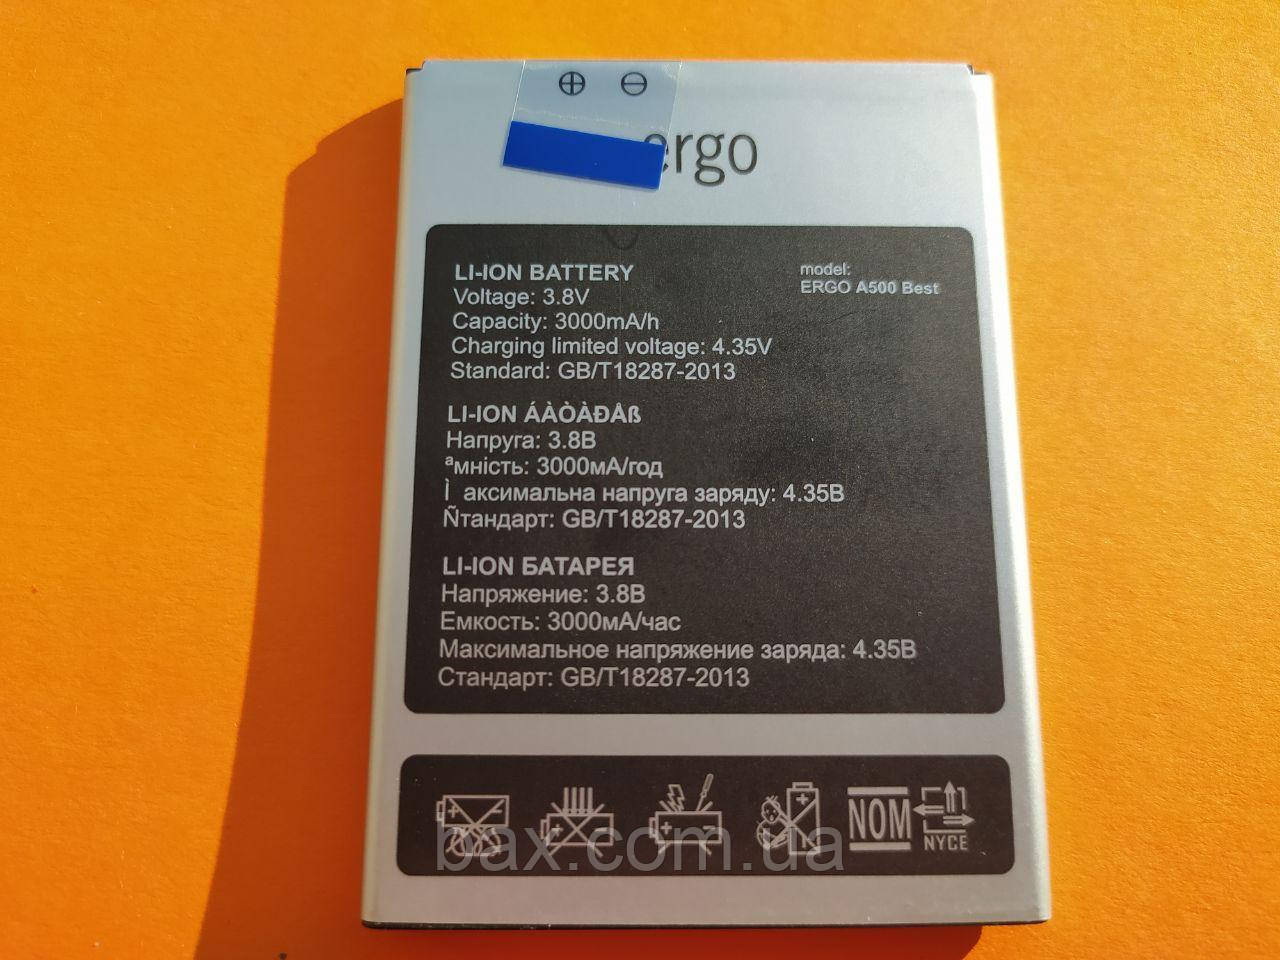 ergo
LI-ION BATTERY
Voltage: 3.8V
Capacity: 3000mA/h
Charging limited voltage: 4.35V
Standard: GB/T18287-2013
model:
ERGO A500 Best
LI-ION ÁÀÒÀÐÅß
Напруга: 3.8В
ªмність: 3000мА/год
Ì аксимальна напруга заряду: 4.35В
Ñтандарт: GB/T18287-2013
LI-ION БАТАРЕЯ
Напряжение: 3.8В
Емкость: 3000мА/час
Максимальное напряжение заряда: 4.35В
Стандарт: GB/T18287-2013
NOM
NYCE
bax.com.ua